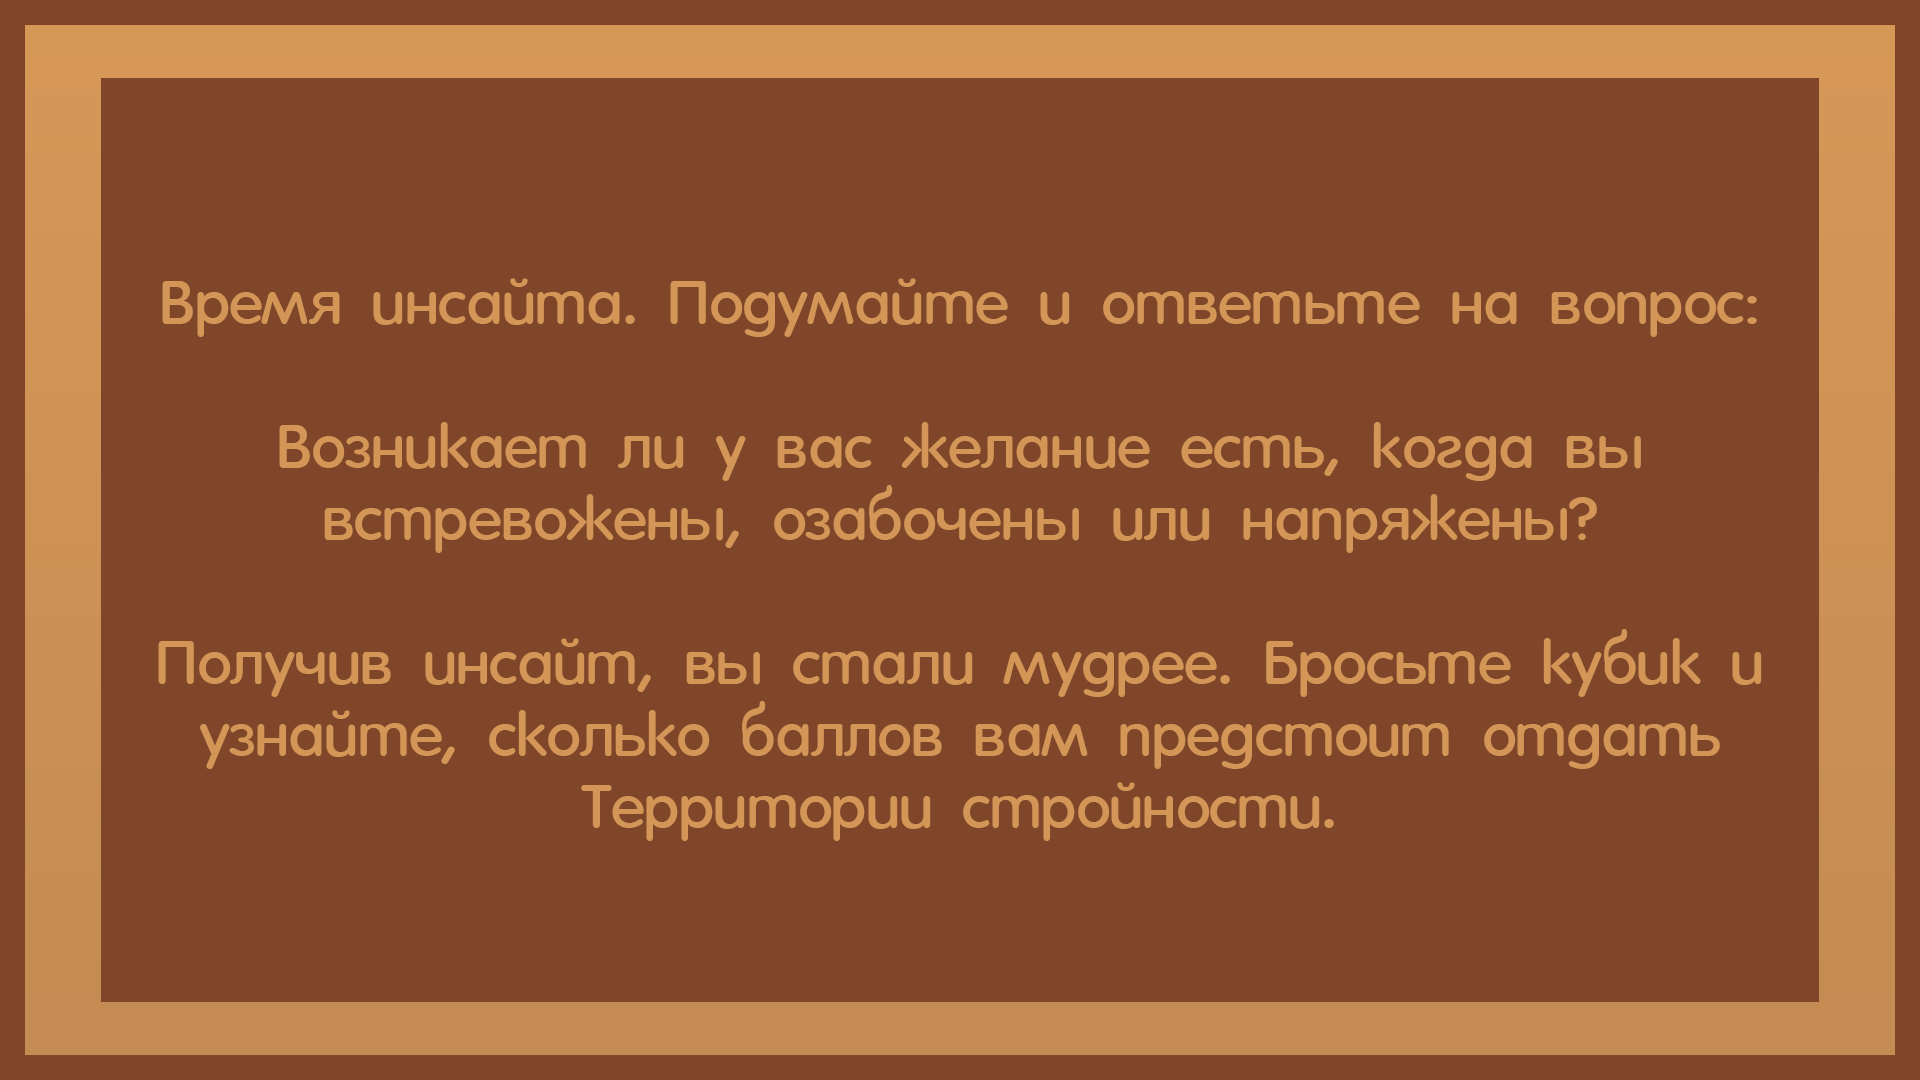 Время инсайта. Подумайте и ответьте на вопрос:
Возникает ли у вас желание есть, когда вы
встревожены, озабочены или напряжены?
Получив инсайт, вы стали мудрее. Бросьте кубик и
узнайте, сколько баллов вам предстоит отдать
Территории стройности.